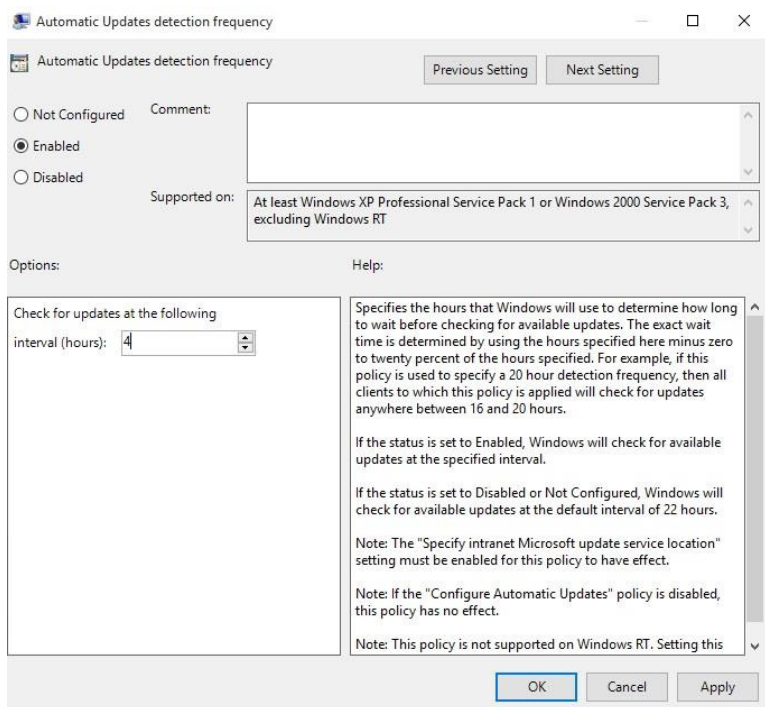 Automatic Updates detection frequency
Automatic Updates detection frequency
Previous Setting
Next Setting
Not Configured
Enabled
Disabled
Comment:
Supported on:
At least Windows XP Professional Service Pack 1 or Windows 2000 Service Pack 3,
excluding Windows RT
Options:
Help:
Check for updates at the following
interval (hours):
4
Specifies the hours that Windows will use to determine how long
to wait before checking for available updates. The exact wait
time is determined by using the hours specified here minus zero
to twenty percent of the hours specified. For example, if this
policy is used to specify a 20 hour detection frequency, then all
clients to which this policy is applied will check for updates
anywhere between 16 and 20 hours.
If the status is set to Enabled, Windows will check for available
updates at the specified interval.
If the status is set to Disabled or Not Configured, Windows will
check for available updates at the default interval of 22 hours.
Note: The "Specify intranet Microsoft update service location"
setting must be enabled for this policy to have effect.
Note: If the "Configure Automatic Updates" policy is disabled,
this policy has no effect.
Note: This policy is not supported on Windows RT. Setting this
OK
Cancel
Apply